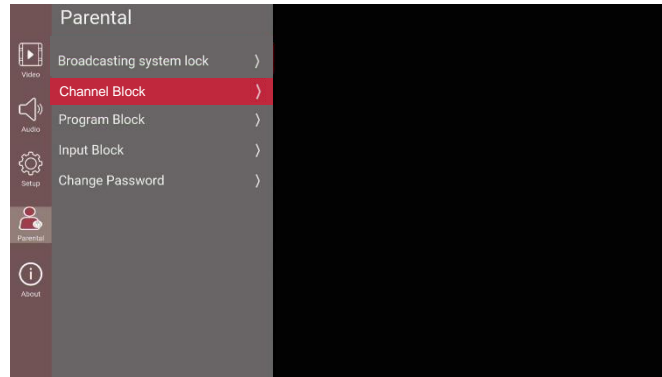 Parental
Video
Audio
Setup
Parental
About
Broadcasting system lock
Channel Block
Program Block
Input Block
Change Password